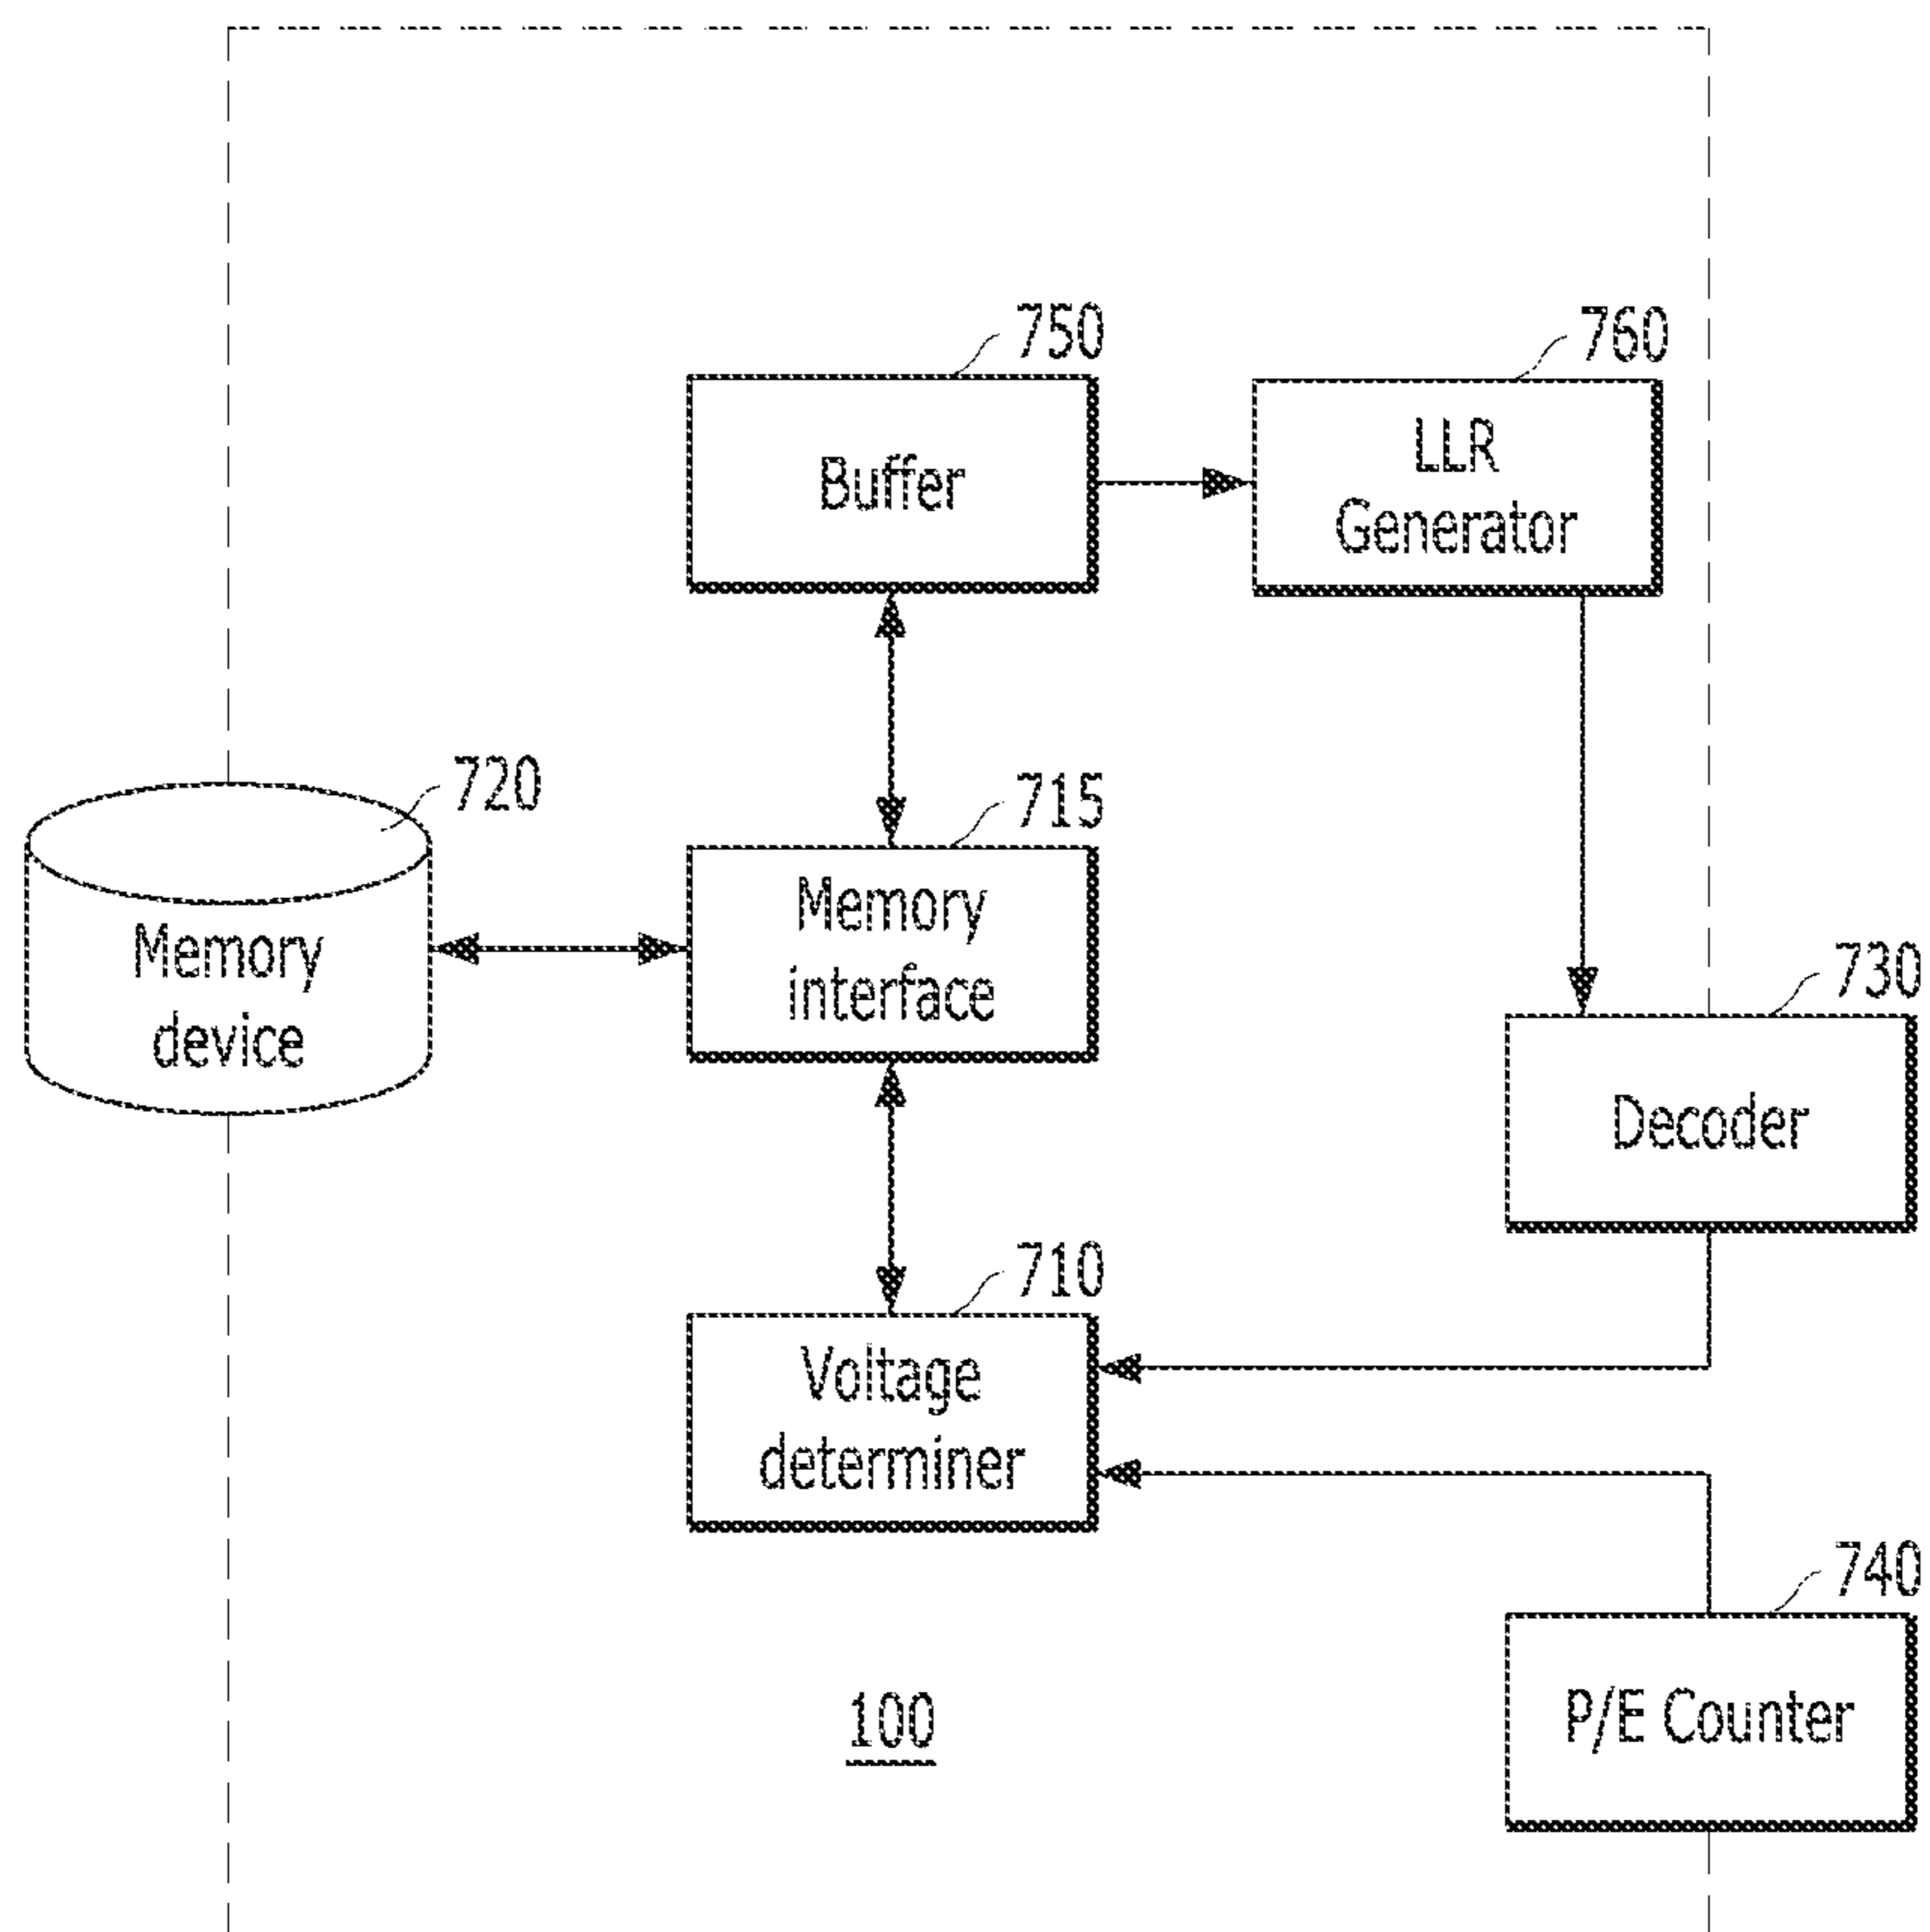 750
760
Buffer
LLR
Generator
720
715
Memory
device
Memory
interface
730
Decoder
710
Voltage
determiner
740
P/E Counter
100